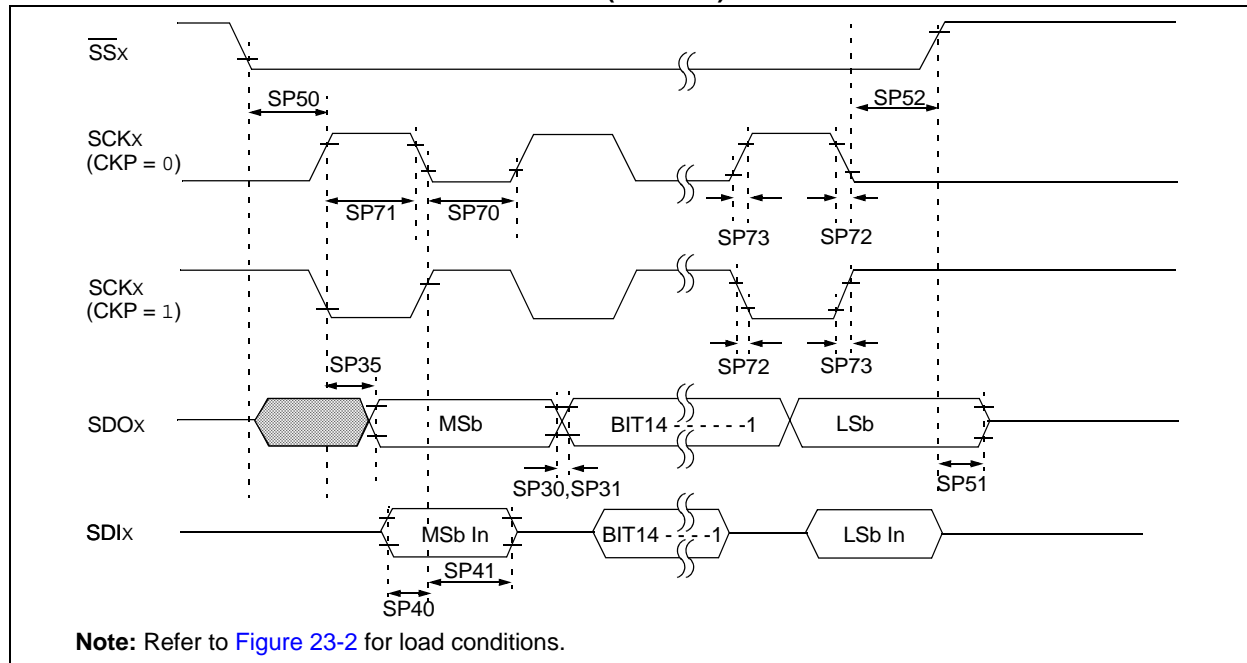 SSx
SP50
SP52
SCKx
(CKP = 0)
SP71
SP70
SP73
SP72
SCKx
(CKP = 1)
SP35
SP72
SP73
SDOx
MSb
BIT14 - - - - - -1
LSb
SP30,SP31
SP51
SDIx
MSb In
BIT14 - - - -1
LSb In
SP41
SP40
Note: Refer to Figure 23-2 for load conditions.